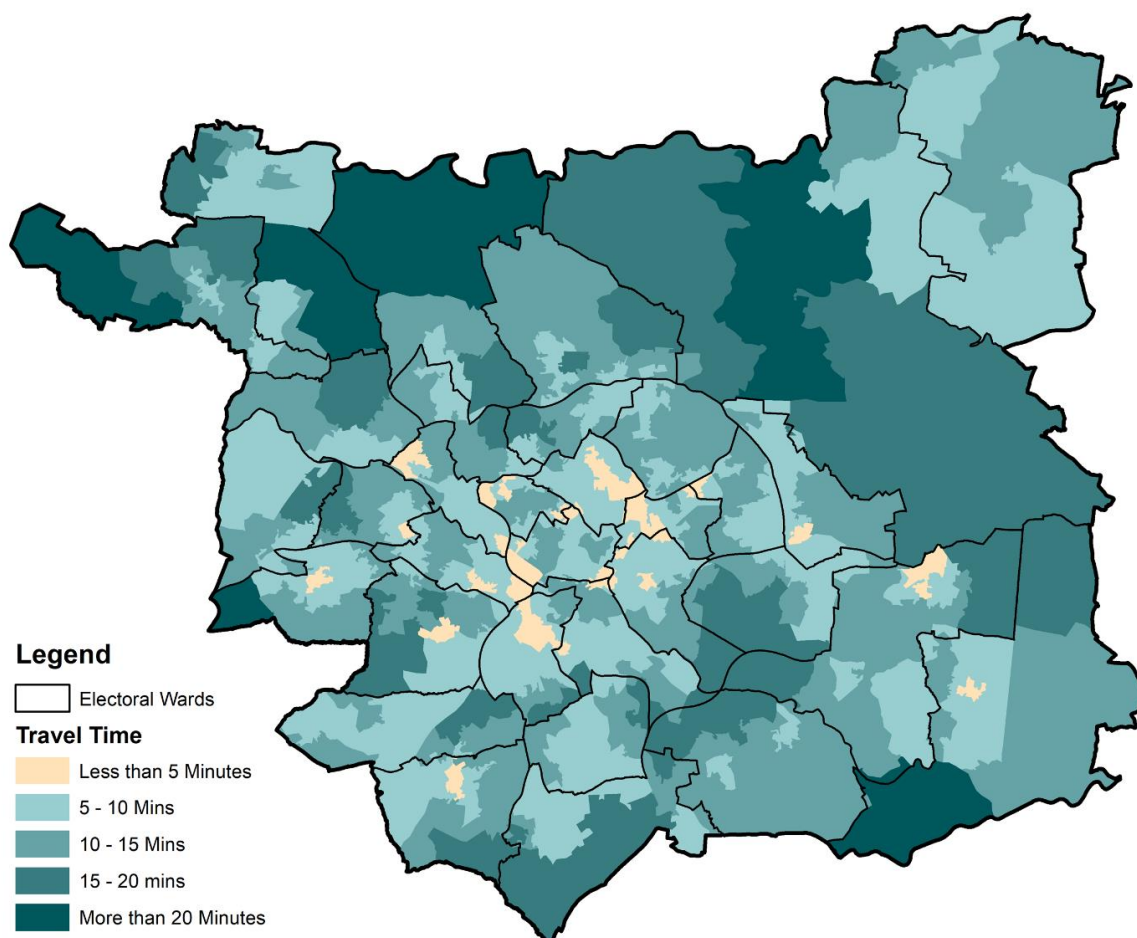 Legend
Electoral Wards
Travel Time
Less than 5 Minutes
5 - 10 Mins
10 - 15 Mins
15 - 20 mins
More than 20 Minutes